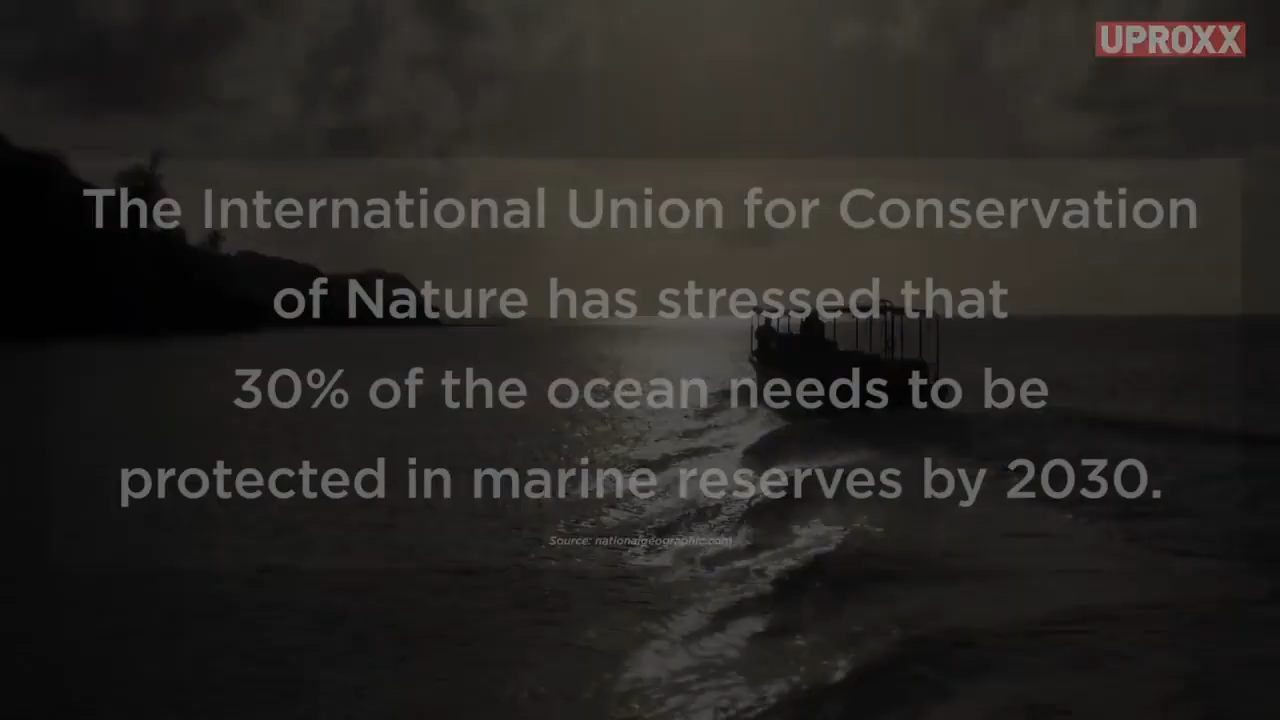 UPROXX
The International Union for Conservation
of Nature has stressed that
30% of the ocean needs to be
protected in marine reserves by 2030.
Source: nationalgeographic.com